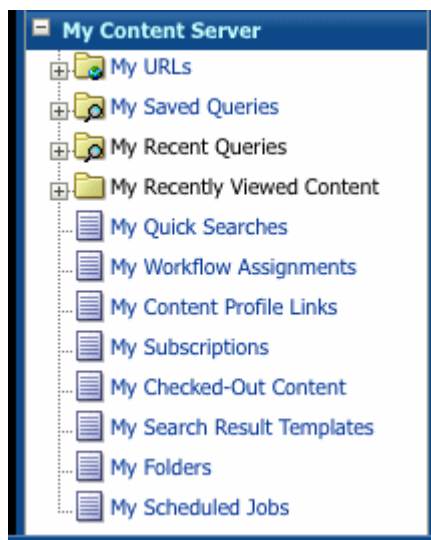 My Content Server
My URLs
My Saved Queries
My Recent Queries
My Recently Viewed Content
My Quick Searches
My Workflow Assignments
My Content Profile Links
My Subscriptions
My Checked-Out Content
My Search Result Templates
My Folders
My Scheduled Jobs